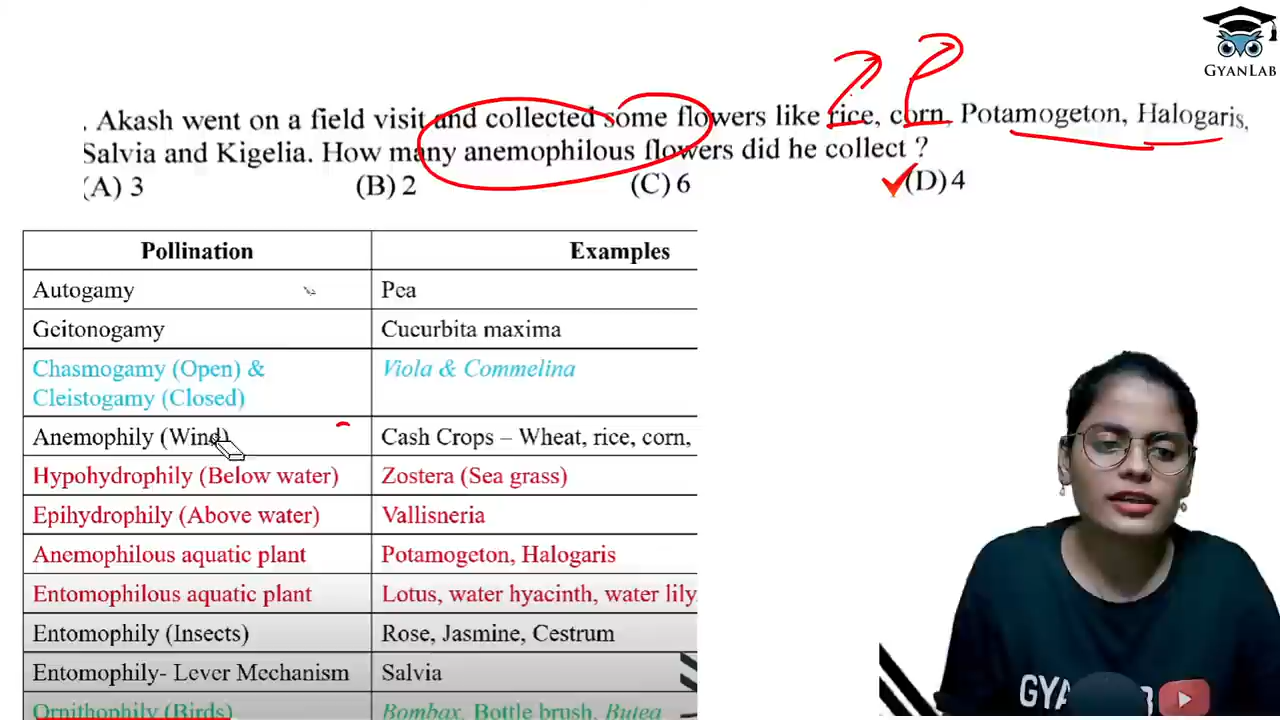 GYANLAB
. Akash went on a field visit and collected some flowers like rice, corn, Potamogeton, Halogaris,
Salvia and Kigelia. How many anemophilous flowers did he collect ?
(A) 3 (B) 2 (C) 6 (D) 4
Pollination Examples
Autogamy Pea
Geitonogamy Cucurbita maxima
Chasmogamy (Open) & Viola & Commelina
Cleistogamy (Closed)
Anemophily (Wind) Cash Crops – Wheat, rice, corn,
Hypohydrophily (Below water) Zostera (Sea grass)
Epihydrophily (Above water) Vallisneria
Anemophilous aquatic plant Potamogeton, Halogaris
Entomophilous aquatic plant Lotus, water hyacinth, water lily
Entomophily (Insects) Rose, Jasmine, Cestrum
Entomophily- Lever Mechanism Salvia
Ornithophily (Birds) Bombax, Bottle brush, Butea